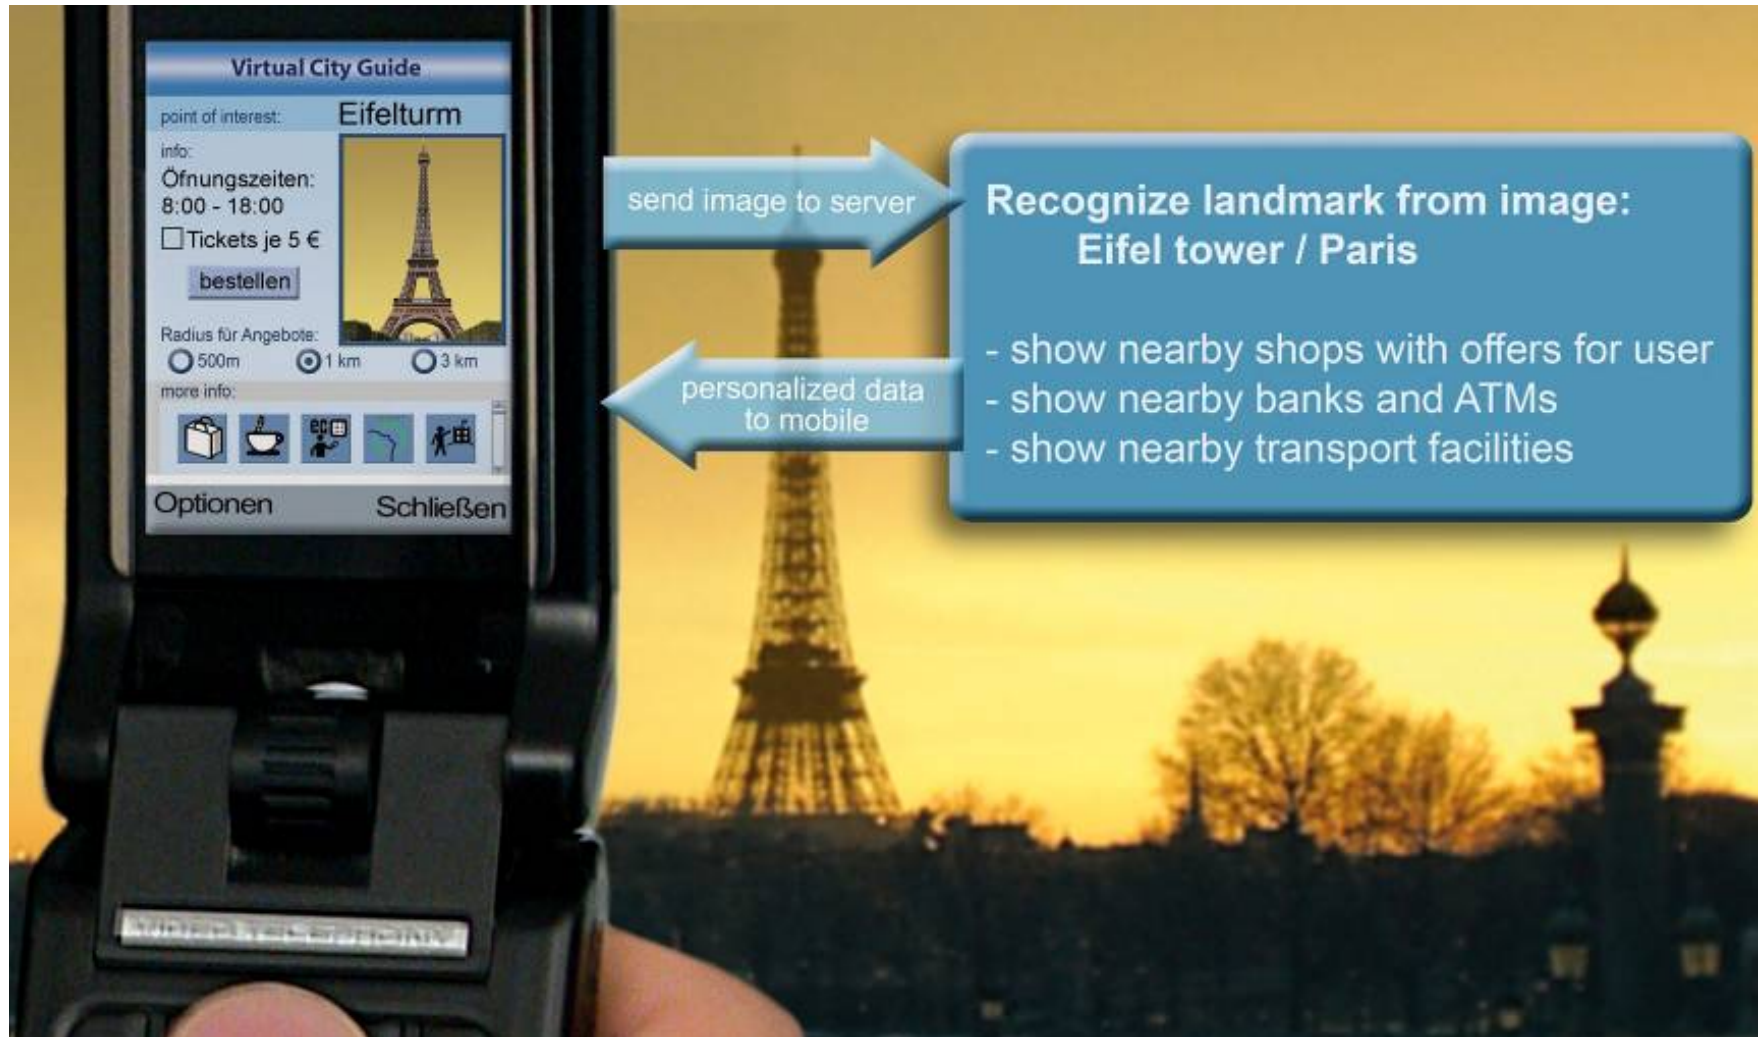 Virtual City Guide
point of interest: Eifelturm
info:
Öfnungszeiten:
8:00 - 18:00
Tickets je 5 €
bestellen
Radius für Angebote:
500m 1 km 3 km
more info:
ec
Optionen Schließen
send image to server
personalized data
to mobile
Recognize landmark from image:
Eifel tower / Paris
- show nearby shops with offers for user
- show nearby banks and ATMs
- show nearby transport facilities
VIDEO TELEPHONY